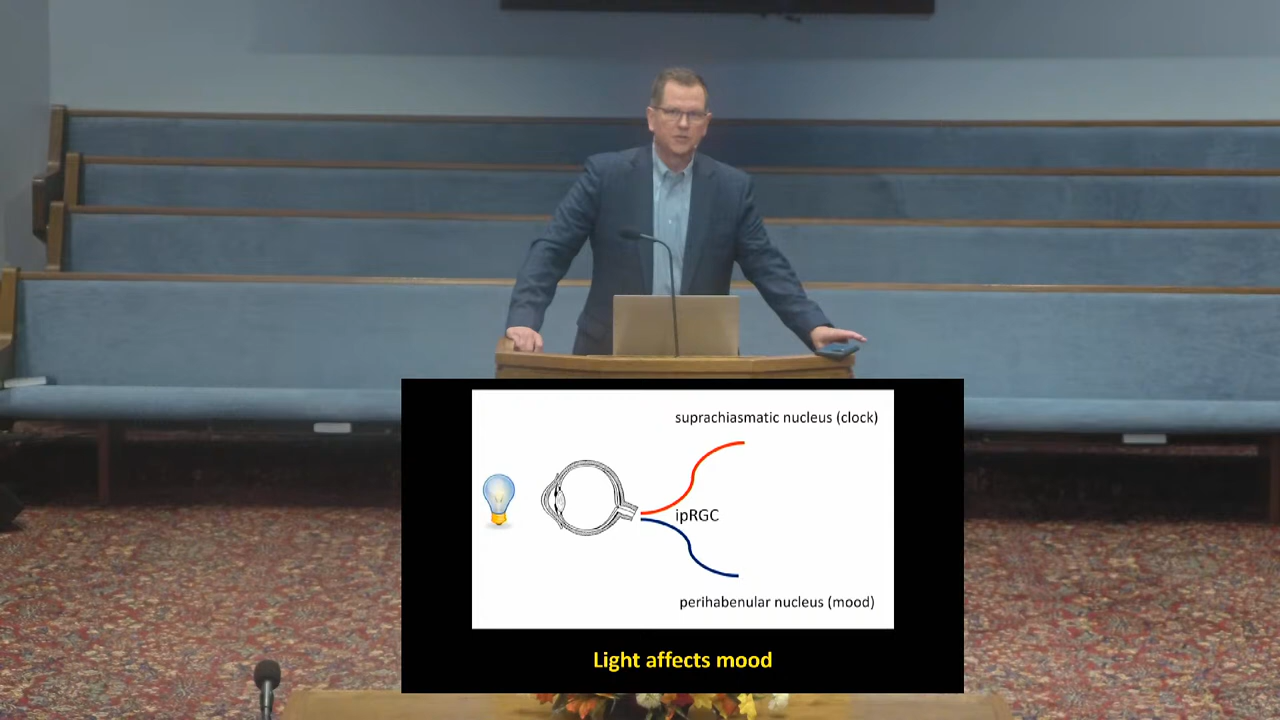 suprachiasmatic nucleus (clock)
ipRGC
perihabenular nucleus (mood)
Light affects mood